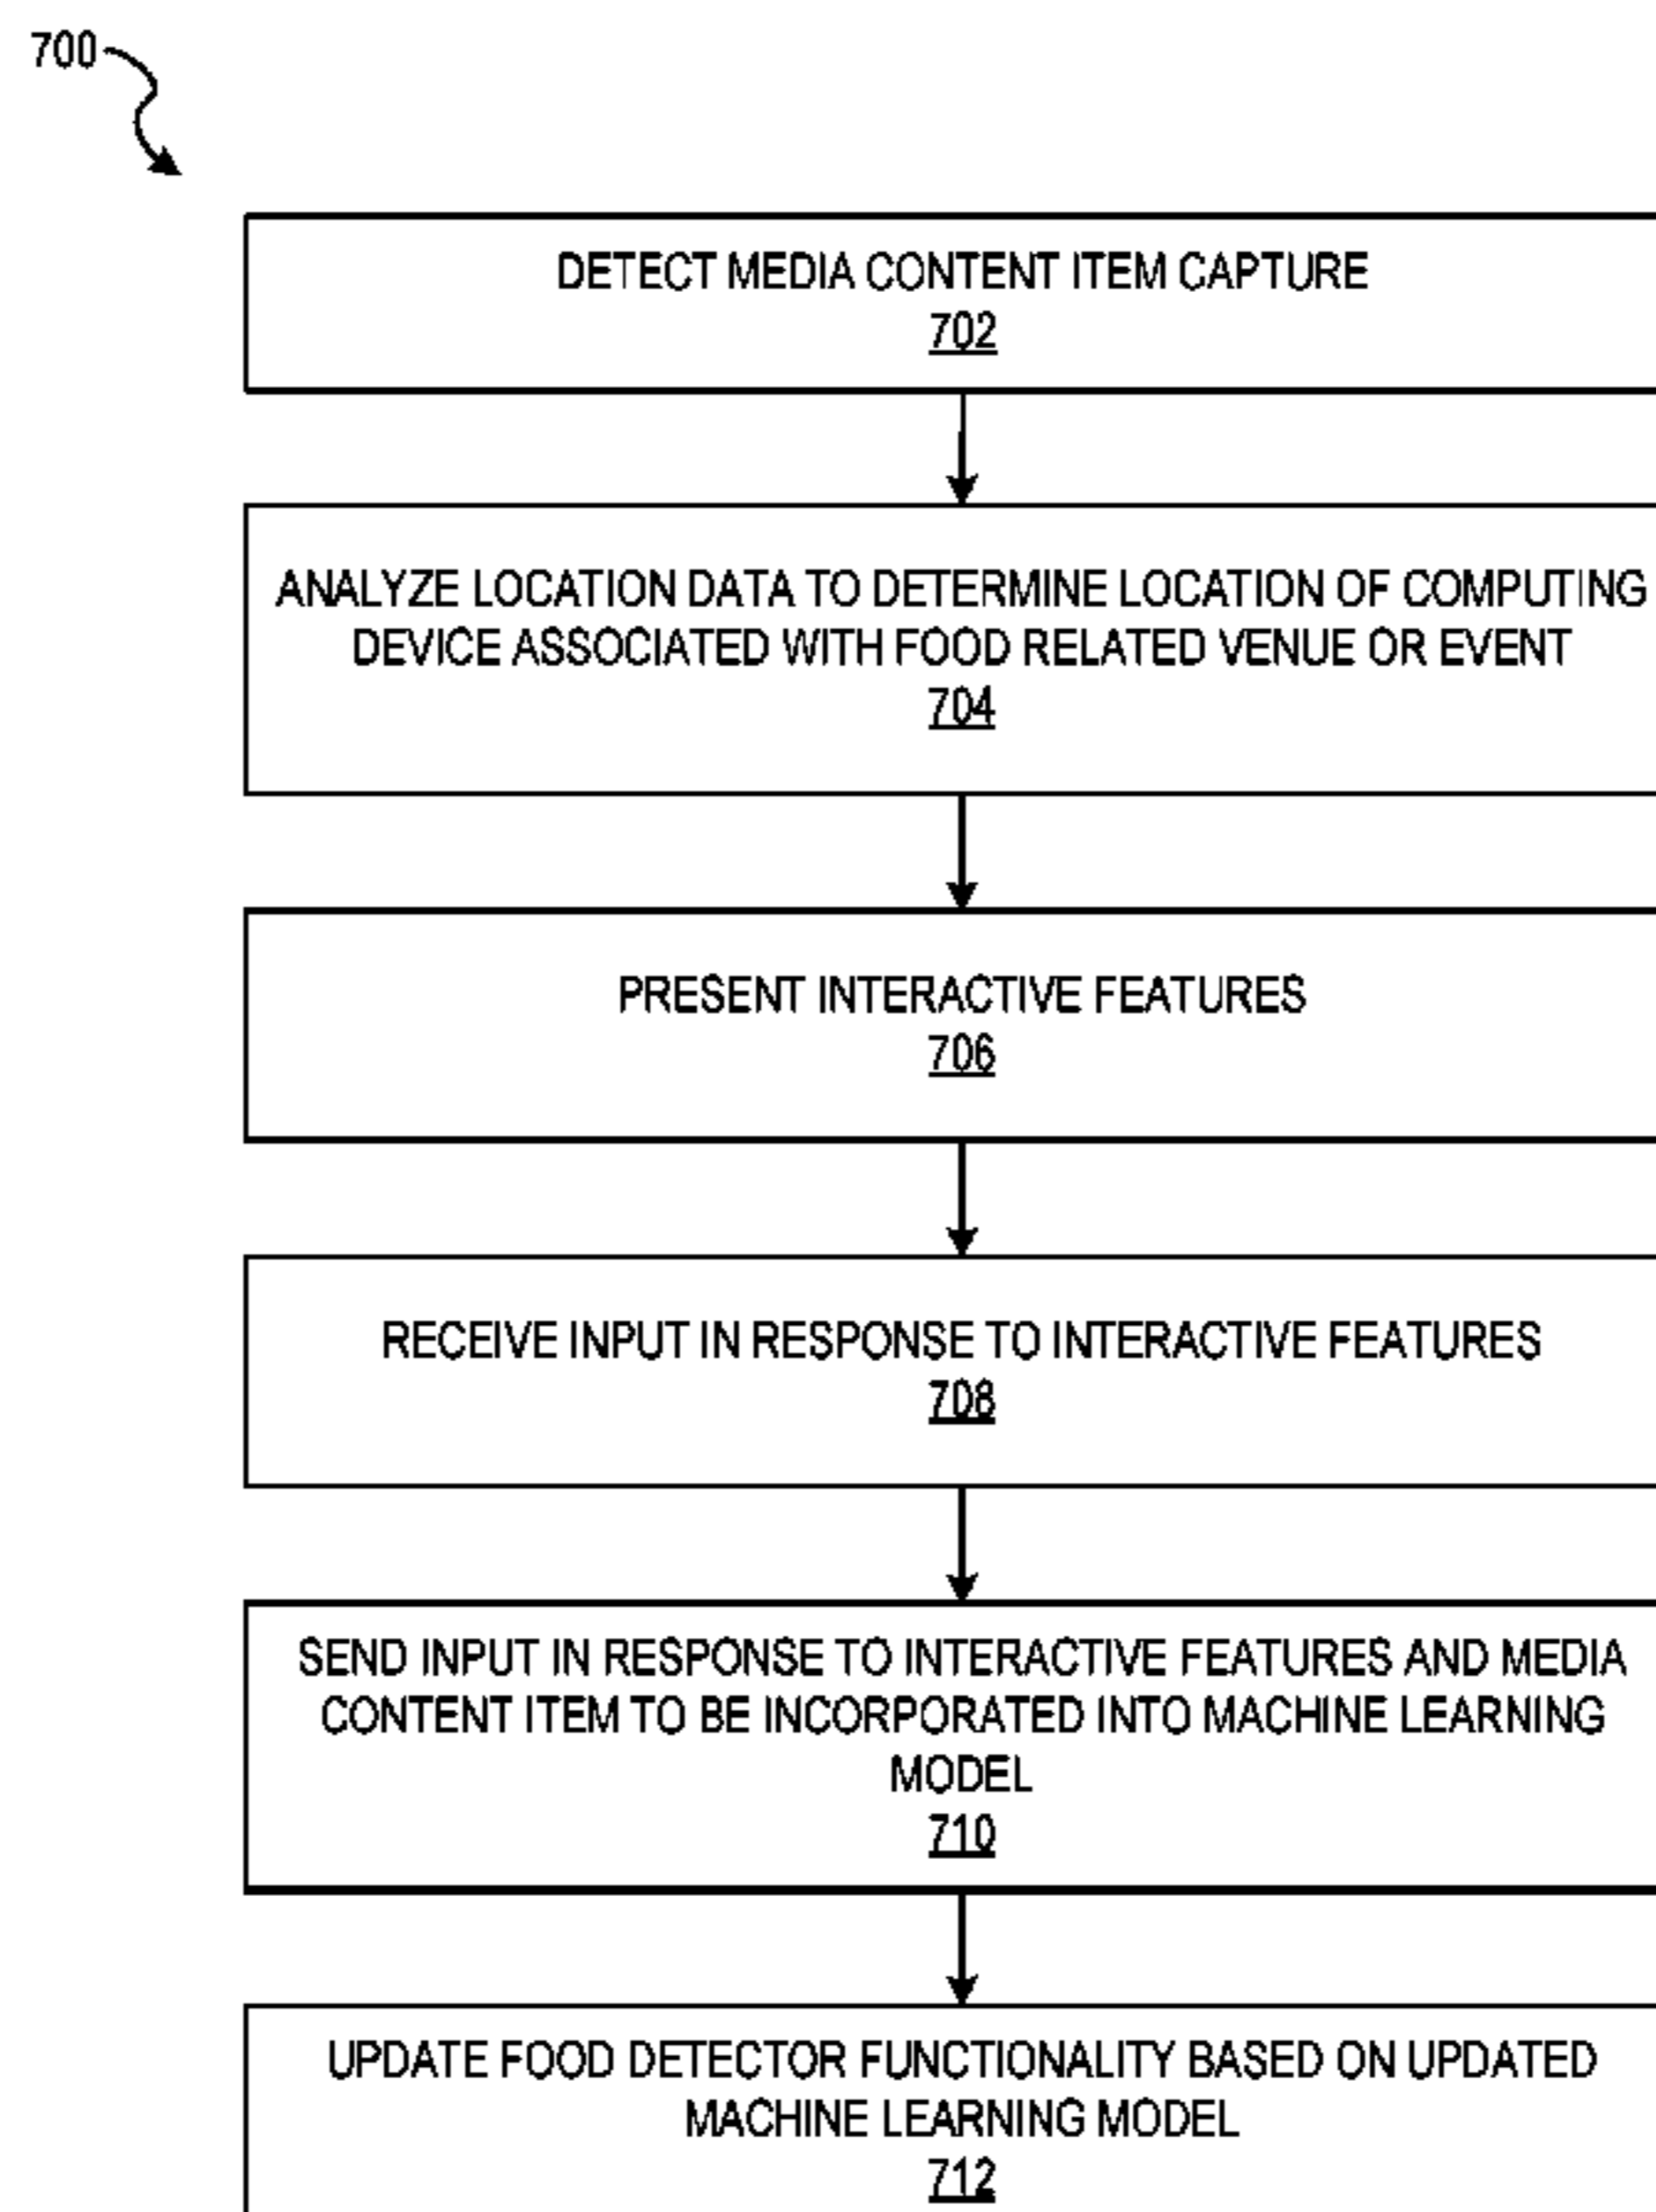 700
DETECT MEDIA CONTENT ITEM CAPTURE
702
ANALYZE LOCATION DATA TO DETERMINE LOCATION OF COMPUTING
DEVICE ASSOCIATED WITH FOOD RELATED VENUE OR EVENT
704
PRESENT INTERACTIVE FEATURES
706
RECEIVE INPUT IN RESPONSE TO INTERACTIVE FEATURES
708
SEND INPUT IN RESPONSE TO INTERACTIVE FEATURES AND MEDIA
CONTENT ITEM TO BE INCORPORATED INTO MACHINE LEARNING
MODEL
710
UPDATE FOOD DETECTOR FUNCTIONALITY BASED ON UPDATED
MACHINE LEARNING MODEL
712